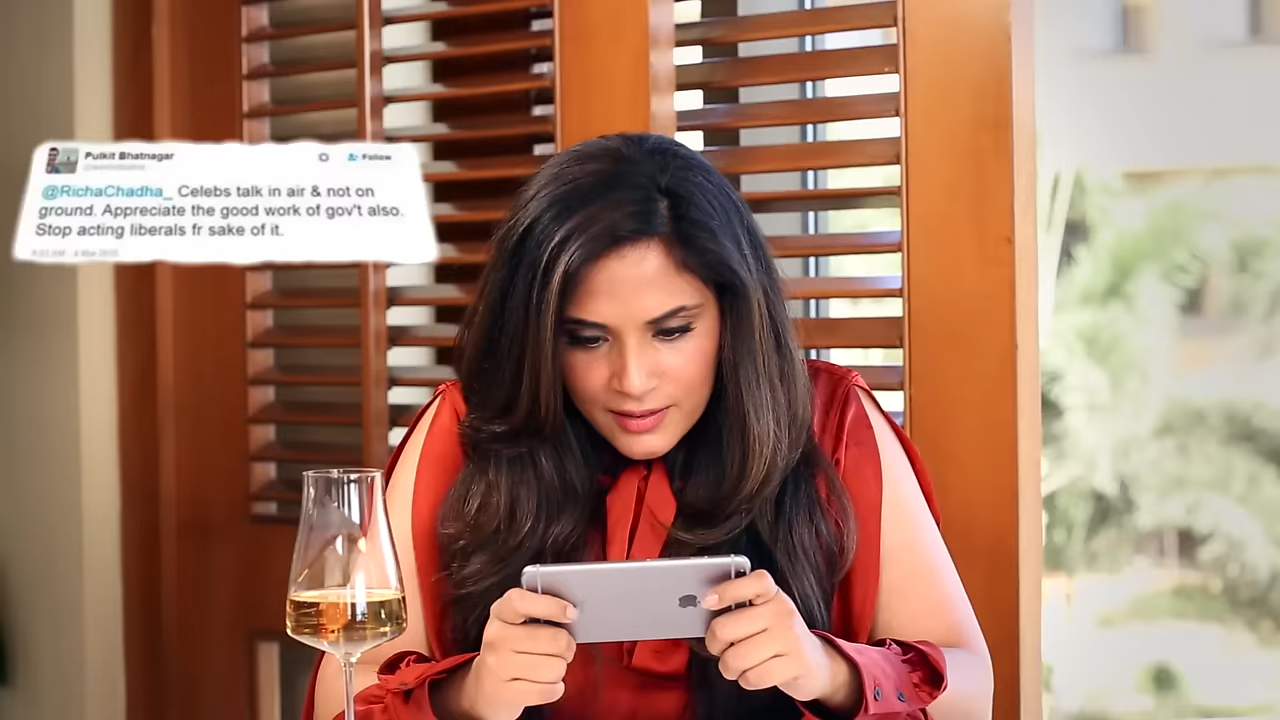 Pulkit Bhatnagar
Follow
@RichaChadha_ Celebs talk in air & not on
ground. Appreciate the good work of gov't also.
Stop acting liberals fr sake of it.